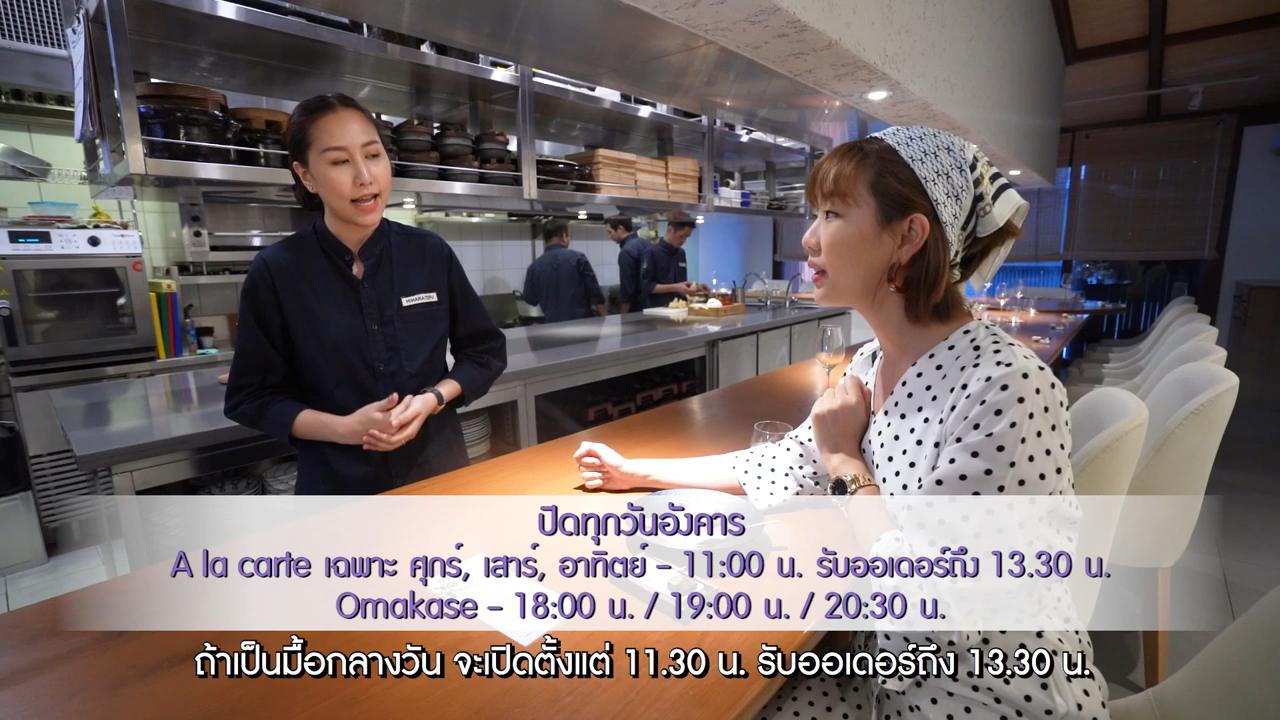 MIHARA TOFU
ปิดทุกวันอังคาร
A la carte เฉพาะ ศุกร์, เสาร์, อาทิตย์ – 11:00 น. รับออเดอร์ถึง 13.30 น.
Omakase – 18:00 น. / 19:00 น. / 20:30 น.
ถ้าเป็นมื้อกลางวัน จะเปิดตั้งแต่ 11.30 น. รับออเดอร์ถึง 13.30 น.